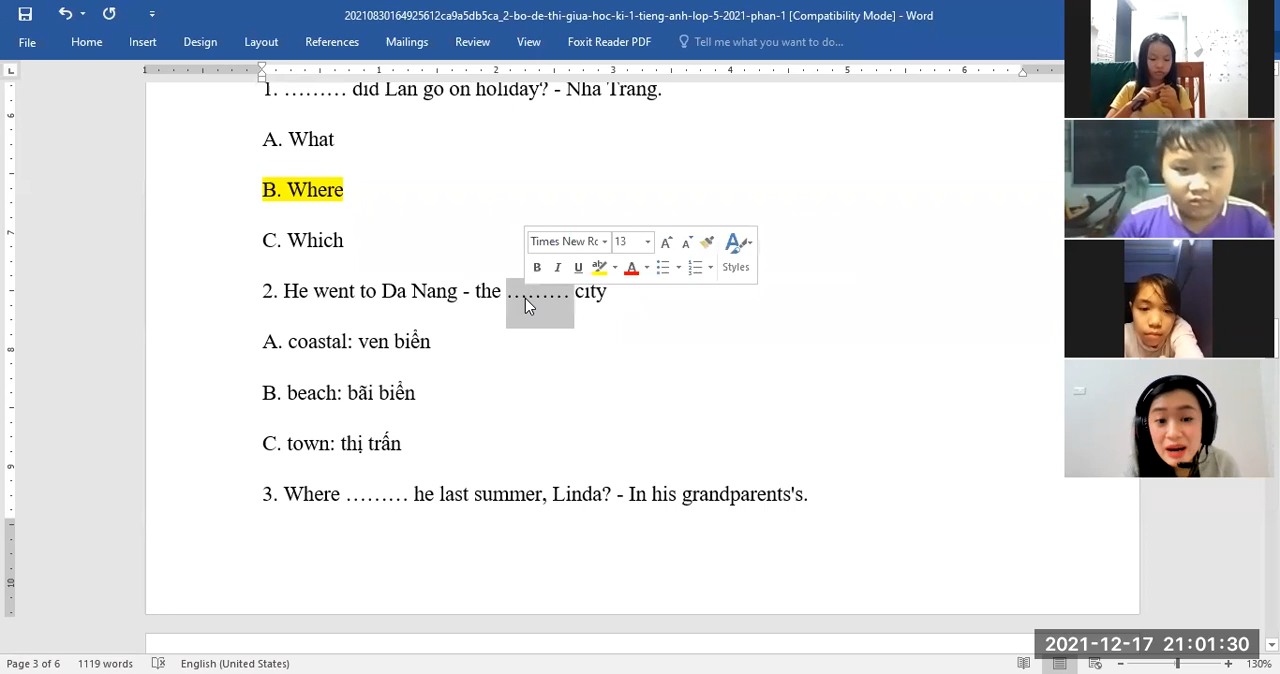 20210830164925612ca9a5db5ca_2-bo-de-thi-giua-hoc-ki-1-tieng-anh-lop-5-2021-phan-1 [Compatibility Mode] - Word
File Home Insert Design Layout References Mailings Review View Foxit Reader PDF Tell me what you want to do...
1. ……… did Lan go on holiday? - Nha Trang.
A. What
B. Where
C. Which
Times New Rc 13
B I U ab A Styles
2. He went to Da Nang - the ……… city
A. coastal: ven biển
B. beach: bãi biển
C. town: thị trấn
3. Where ……… he last summer, Linda? - In his grandparents's.
2021-12-17 21:01:30
Page 3 of 6 1119 words English (United States) 130%